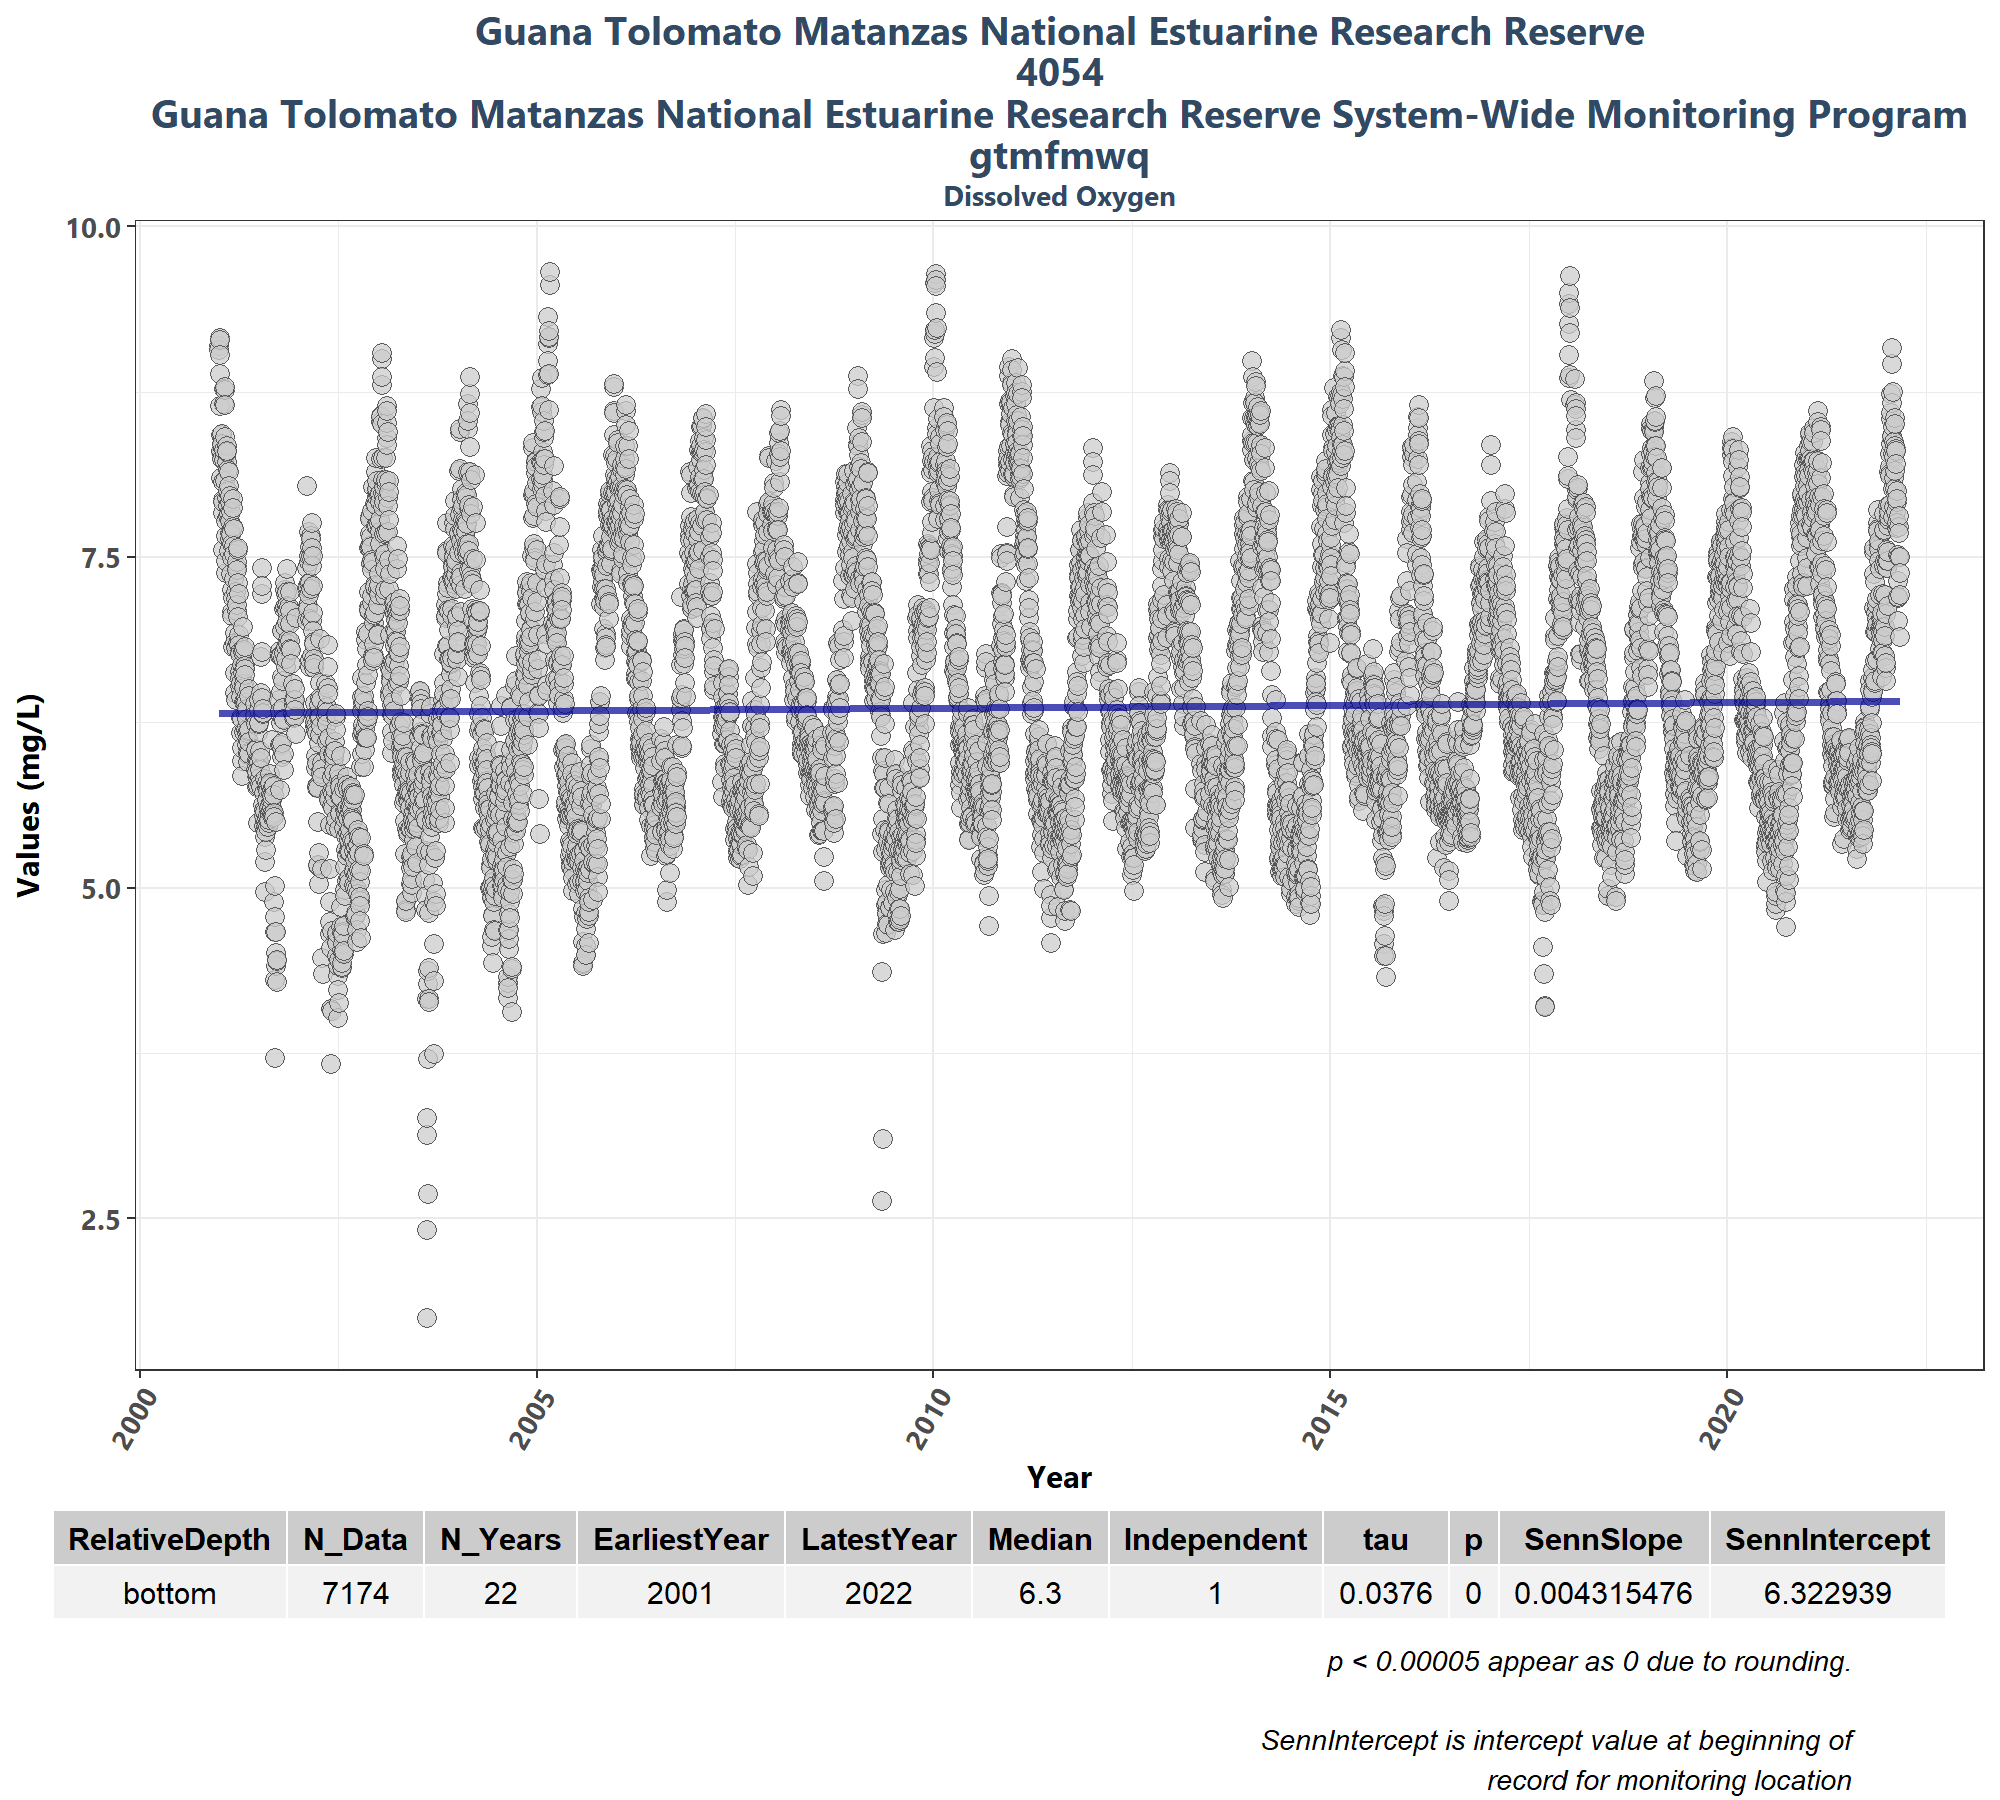 Guana Tolomato Matanzas National Estuarine Research Reserve
4054
Guana Tolomato Matanzas National Estuarine Research Reserve System-Wide Monitoring Program
gtmfmwq
Dissolved Oxygen
10.0
7.5
5.0
2.5
Values (mg/L)
2000 2005 2010 2015 2020
Year
RelativeDepth N_Data N_Years EarliestYear LatestYear Median Independent tau p SennSlope SennIntercept
bottom 7174 22 2001 2022 6.3 1 0.0376 0 0.004315476 6.322939
p < 0.00005 appear as 0 due to rounding.
SennIntercept is intercept value at beginning of
record for monitoring location